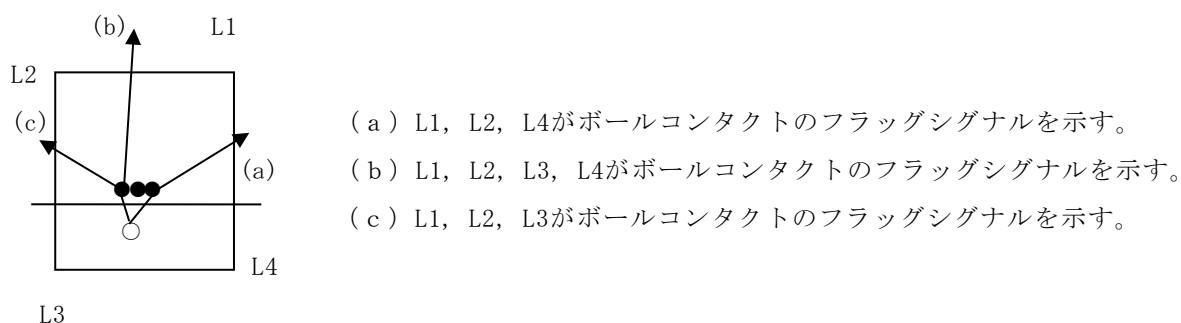 (b)
L1
L2
(c)
(a)
L4
L3
(a) L1, L2, L4がボールコンタクトのフラッグシグナルを示す。
(b) L1, L2, L3, L4がボールコンタクトのフラッグシグナルを示す。
(c) L1, L2, L3がボールコンタクトのフラッグシグナルを示す。